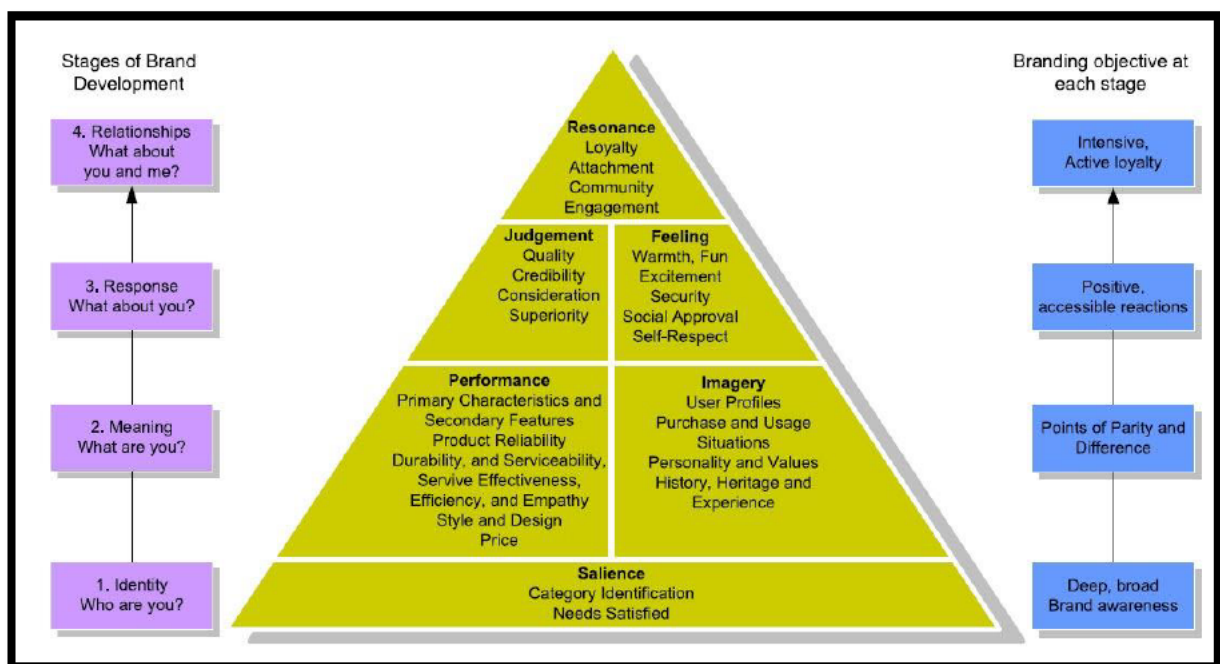 Stages of Brand
Development
4. Relationships
What about
you and me?
3. Response
What about you?
2. Meaning
What are you?
1. Identity
Who are you?
Resonance
Loyalty
Attachment
Community
Engagement
Judgement
Quality
Credibility
Consideration
Superiority
Feeling
Warmth, Fun
Excitement
Security
Social Approval
Self-Respect
Performance
Primary Characteristics and
Secondary Features
Product Reliability
Durability, and Serviceability,
Servive Effectiveness,
Efficiency, and Empathy
Style and Design
Price
Imagery
User Profiles
Purchase and Usage
Situations
Personality and Values
History, Heritage and
Experience
Salience
Category Identification
Needs Satisfied
Branding objective at
each stage
Intensive,
Active loyalty
Positive,
accessible reactions
Points of Parity and
Difference
Deep, broad
Brand awareness